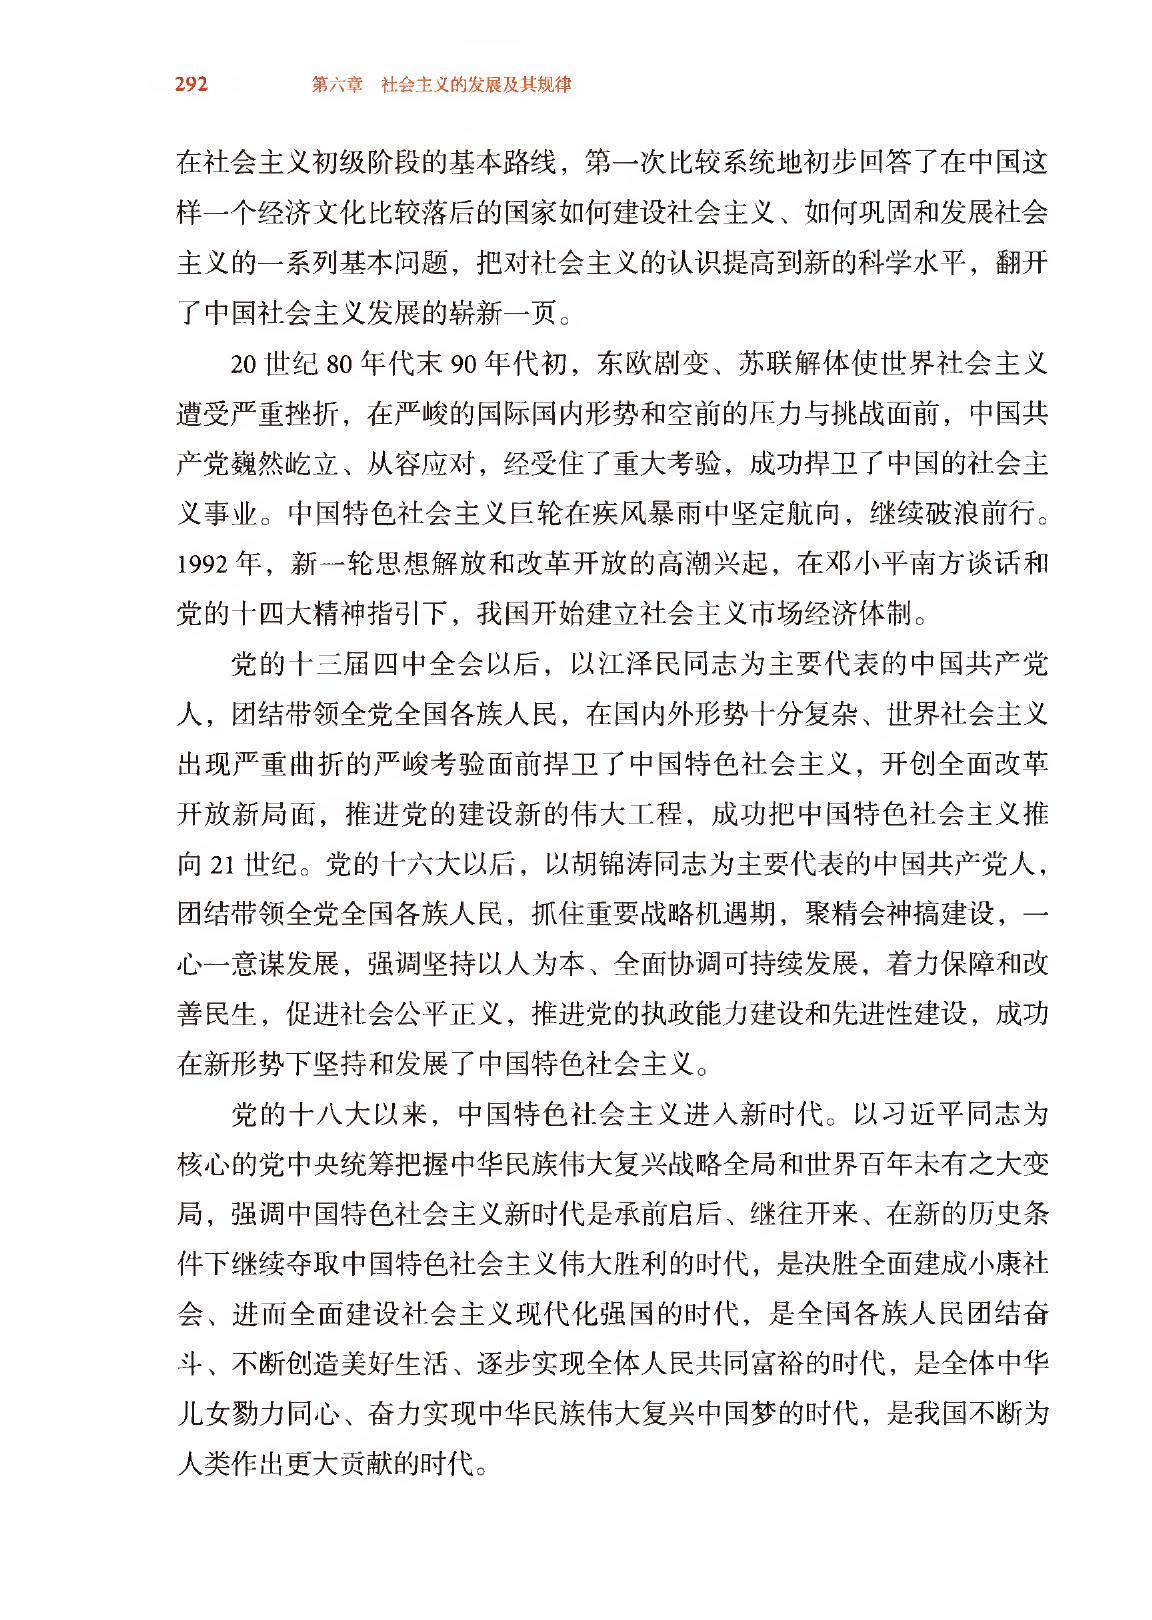 292 第六章 社会主义的发展及其规律
在社会主义初级阶段的基本路线，第一次比较系统地初步回答了在中国这
样一个经济文化比较落后的国家如何建设社会主义、如何巩固和发展社会
主义的一系列基本问题，把对社会主义的认识提高到新的科学水平，翻开
了中国社会主义发展的崭新一页。
20 世纪 80 年代末 90 年代初，东欧剧变、苏联解体使世界社会主义
遭受严重挫折，在严峻的国际国内形势和空前的压力与挑战面前，中国共
产党巍然屹立、从容应对，经受住了重大考验，成功捍卫了中国的社会主
义事业。中国特色社会主义巨轮在疾风暴雨中坚定航向，继续破浪前行。
1992 年，新一轮思想解放和改革开放的高潮兴起，在邓小平南方谈话和
党的十四大精神指引下，我国开始建立社会主义市场经济体制。
党的十三届四中全会以后，以江泽民同志为主要代表的中国共产党
人，团结带领全党全国各族人民，在国内外形势十分复杂、世界社会主义
出现严重曲折的严峻考验面前捍卫了中国特色社会主义，开创全面改革
开放新局面，推进党的建设新的伟大工程，成功把中国特色社会主义推
向 21 世纪。党的十六大以后，以胡锦涛同志为主要代表的中国共产党人，
团结带领全党全国各族人民，抓住重要战略机遇期，聚精会神搞建设，一
心一意谋发展，强调坚持以人为本、全面协调可持续发展，着力保障和改
善民生，促进社会公平正义，推进党的执政能力建设和先进性建设，成功
在新形势下坚持和发展了中国特色社会主义。
党的十八大以来，中国特色社会主义进入新时代。以习近平同志为
核心的党中央统筹把握中华民族伟大复兴战略全局和世界百年未有之大变
局，强调中国特色社会主义新时代是承前启后、继往开来、在新的历史条
件下继续夺取中国特色社会主义伟大胜利的时代，是决胜全面建成小康社
会、进而全面建设社会主义现代化强国的时代，是全国各族人民团结奋
斗、不断创造美好生活、逐步实现全体人民共同富裕的时代，是全体中华
儿女勠力同心、奋力实现中华民族伟大复兴中国梦的时代，是我国不断为
人类作出更大贡献的时代。